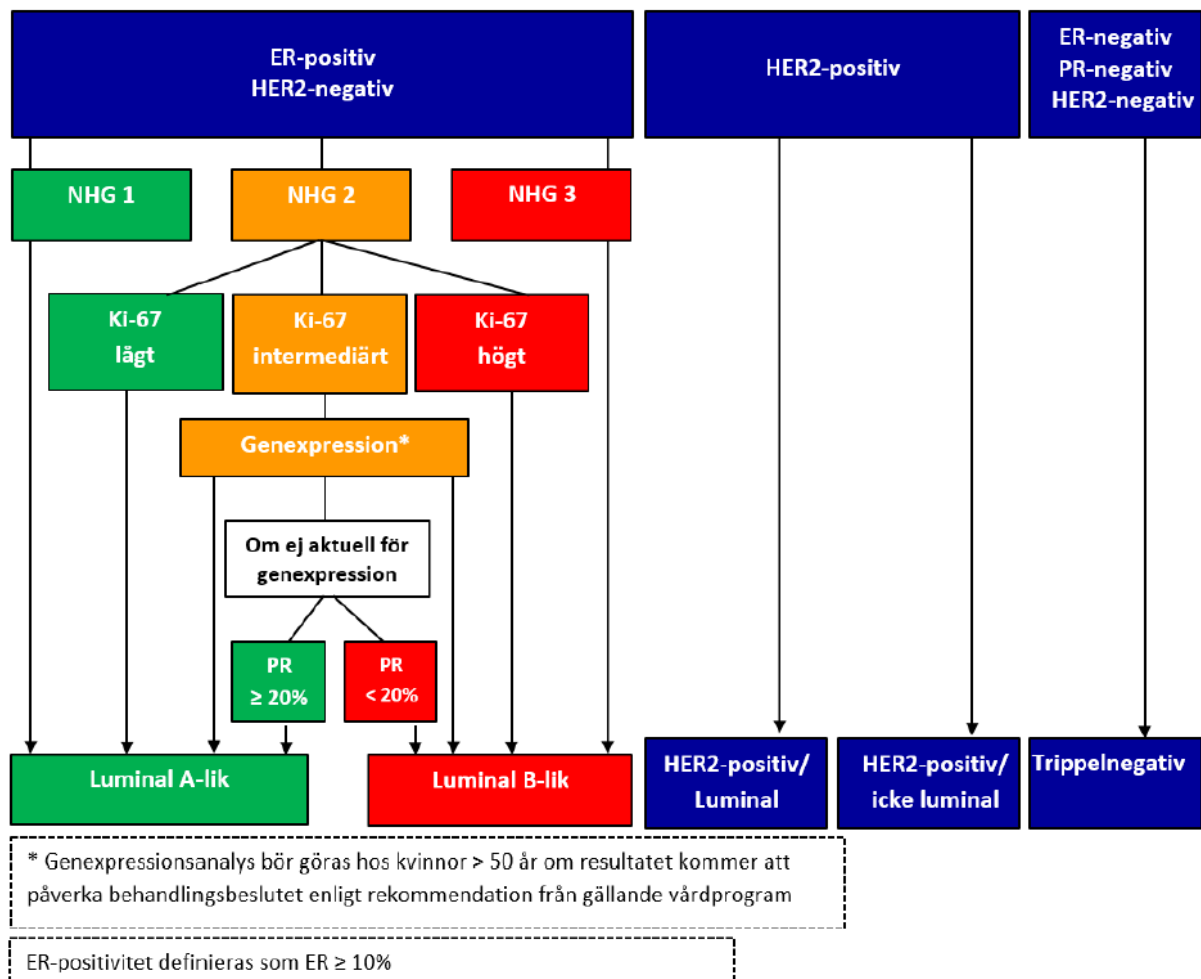 ER-positiv
HER2-negativ
HER2-positiv
ER-negativ
PR-negativ
HER2-negativ
NHG 1
NHG 2
NHG 3
Ki-67
lågt
Ki-67
intermediärt
Ki-67
högt
Genexpression*
Om ej aktuell för
genexpression
PR
≥ 20%
PR
< 20%
Luminal A-lik
Luminal B-lik
HER2-positiv/
Luminal
HER2-positiv/
icke luminal
Trippelnegativ
* Genexpressionsanalys bör göras hos kvinnor > 50 år om resultatet kommer att
påverka behandlingsbeslutet enligt rekommendation från gällande vårdprogram
ER-positivitet definieras som ER ≥ 10%